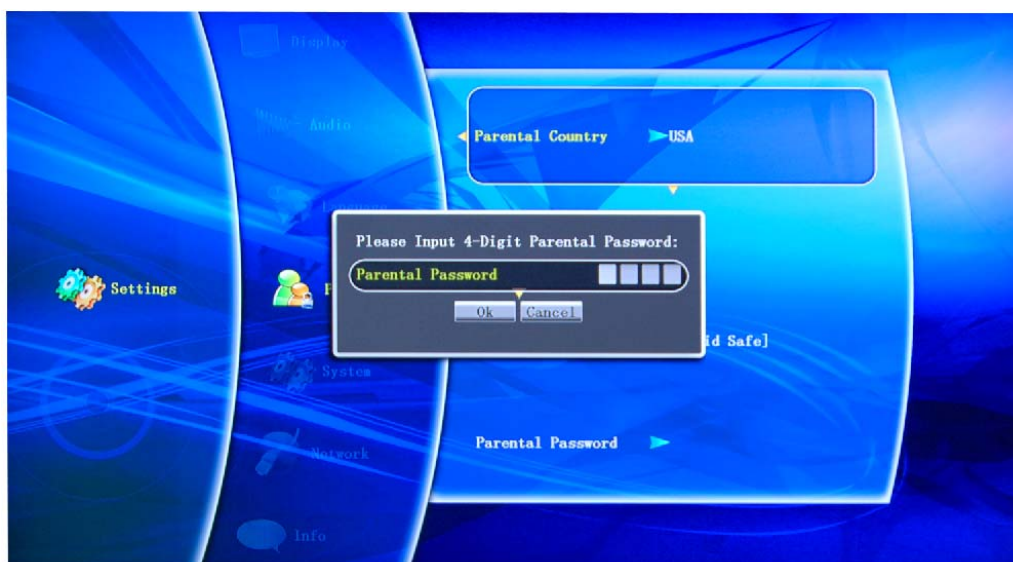 Display
Audio
Parental Country
USA
Language
Please Input 4-Digit Parental Password:
Parental Password
Ok
Cancel
Settings
id Safe]
System
Parental Password
Network
Info